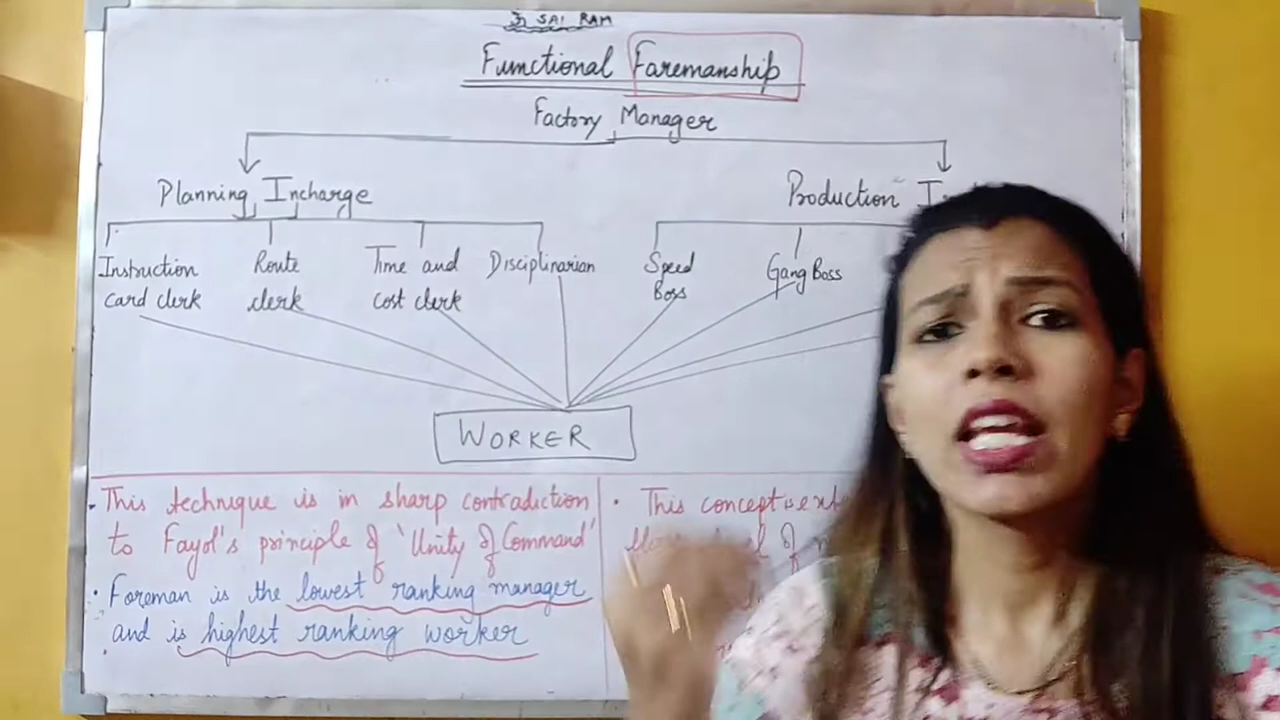 ॐ SAI RAM
Functional Foremanship
Factory Manager
Planning Incharge
Production
Instruction card clerk
Route clerk
Time and cost clerk
Disciplinarian
Speed Boss
Gang Boss
WORKER
This technique is in sharp contradiction
to Fayol's principle of 'Unity of Command'
Foreman is the lowest ranking manager
and is highest ranking worker
This concept is
of